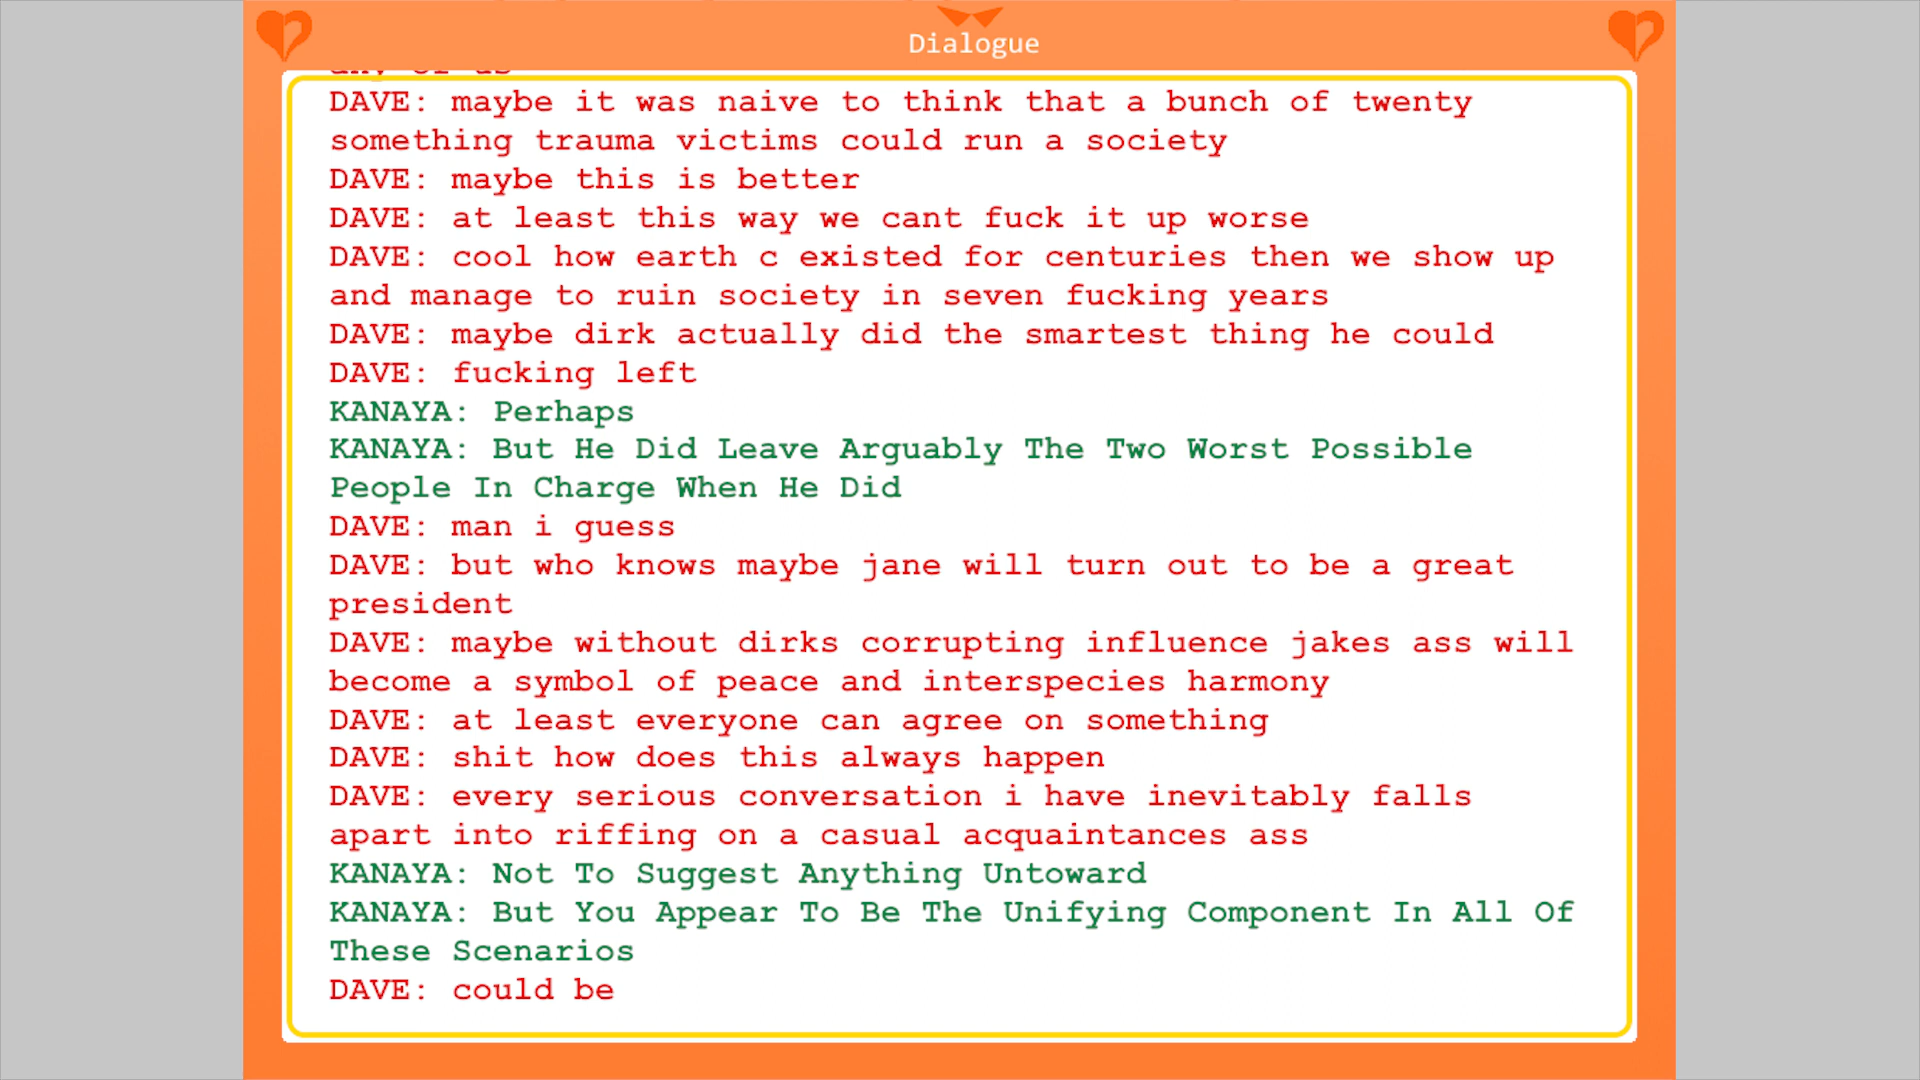 Dialogue
DAVE: maybe it was naive to think that a bunch of twenty
something trauma victims could run a society
DAVE: maybe this is better
DAVE: at least this way we cant fuck it up worse
DAVE: cool how earth c existed for centuries then we show up
and manage to ruin society in seven fucking years
DAVE: maybe dirk actually did the smartest thing he could
DAVE: fucking left
KANAYA: Perhaps
KANAYA: But He Did Leave Arguably The Two Worst Possible
People In Charge When He Did
DAVE: man i guess
DAVE: but who knows maybe jane will turn out to be a great
president
DAVE: maybe without dirks corrupting influence jakes ass will
become a symbol of peace and interspecies harmony
DAVE: at least everyone can agree on something
DAVE: shit how does this always happen
DAVE: every serious conversation i have inevitably falls
apart into riffing on a casual acquaintances ass
KANAYA: Not To Suggest Anything Untoward
KANAYA: But You Appear To Be The Unifying Component In All Of
These Scenarios
DAVE: could be